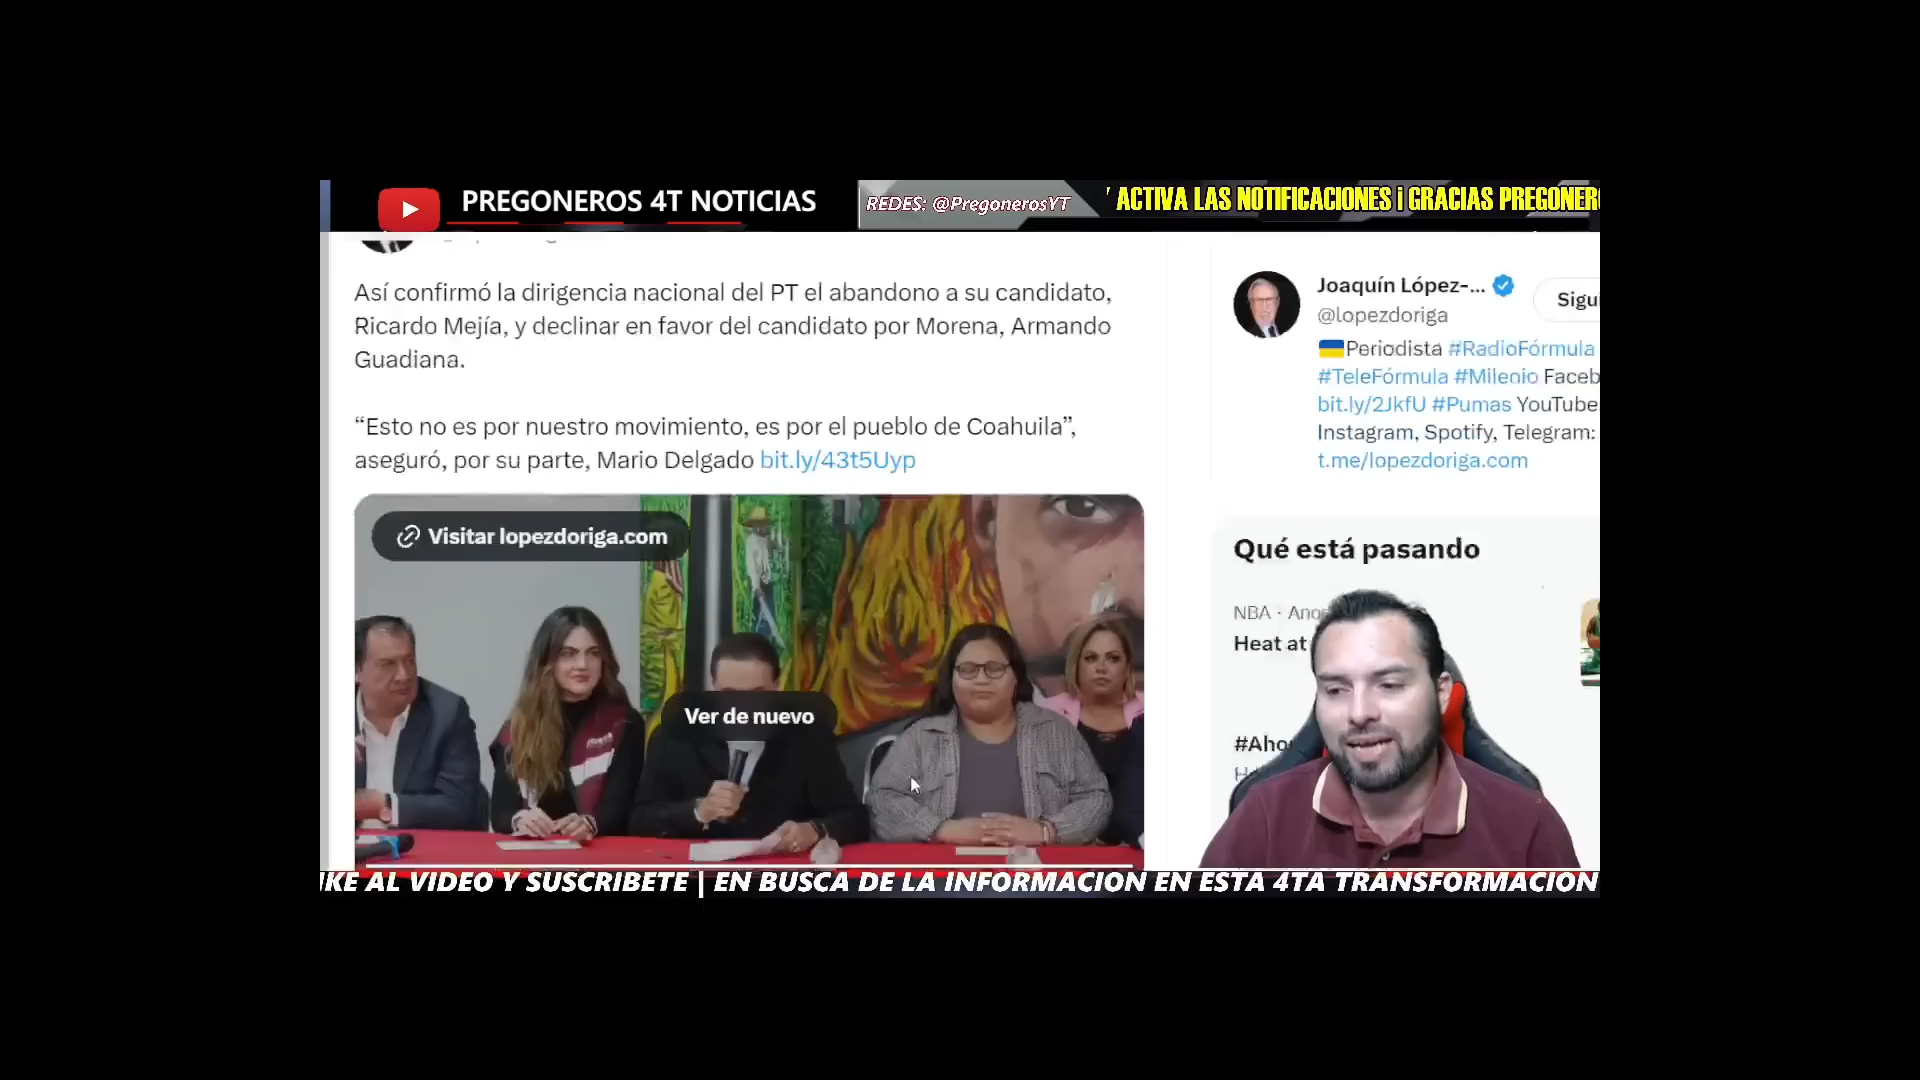 PREGONEROS 4T NOTICIAS
REDES: @PregonerosYT
ACTIVA LAS NOTIFICACIONES ¡ GRACIAS PREGONER
Así confirmó la dirigencia nacional del PT el abandono a su candidato,
Ricardo Mejía, y declinar en favor del candidato por Morena, Armando
Guadiana.
“Esto no es por nuestro movimiento, es por el pueblo de Coahuila”,
aseguró, por su parte, Mario Delgado bit.ly/43t5Uyp
Visitar lopezdoriga.com
Ver de nuevo
Joaquín López-...
Sigui
@lopezdoriga
Periodista #RadioFórmula
#TeleFórmula #Milenio Faceb
bit.ly/2JkfU #Pumas YouTube
Instagram, Spotify, Telegram:
t.me/lopezdoriga.com
Qué está pasando
NBA · Anoc
Heat at
#Aho
IKE AL VIDEO Y SUSCRIBETE | EN BUSCA DE LA INFORMACION EN ESTA 4TA TRANSFORMACION